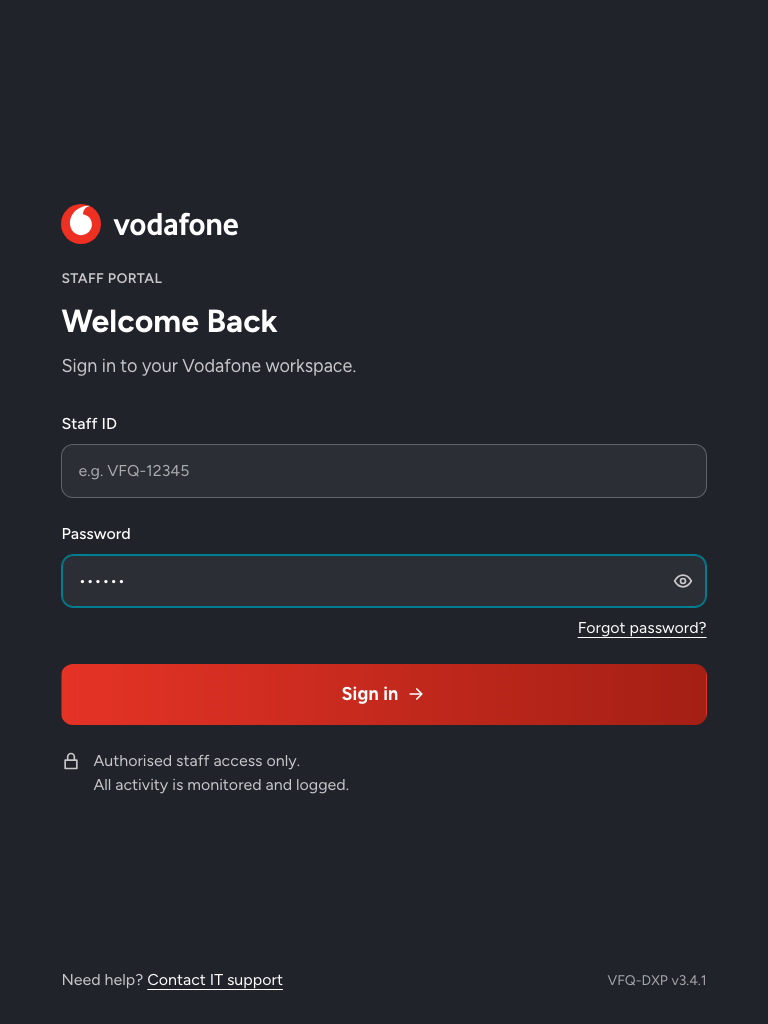 vodafone
STAFF PORTAL
Welcome Back
Sign in to your Vodafone workspace.
Staff ID
e.g. VFQ-12345
Password
••••••
Forgot password?
Sign in →
Authorised staff access only.
All activity is monitored and logged.
Need help? Contact IT support
VFQ-DXP v3.4.1